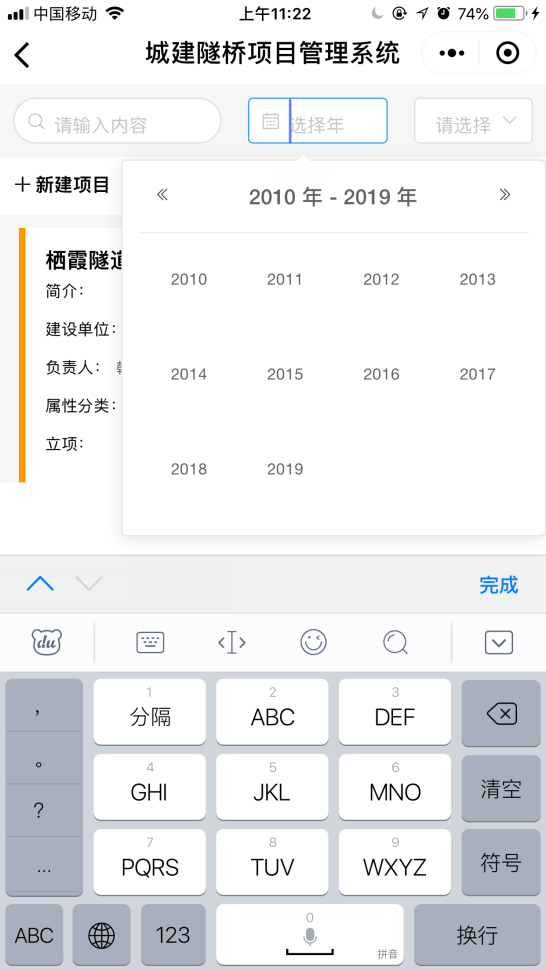 中国移动 上午11:22 74%
城建隧桥项目管理系统
请输入内容 选择年 请选择
+新建项目
2010 年 - 2019 年
2010 2011 2012 2013
2014 2015 2016 2017
2018 2019
栖霞隧道
简介：
建设单位：
负责人：
属性分类：
立项：
完成
du
， 1 分隔 2 ABC 3 DEF
。 4 GHI 5 JKL 6 MNO 清空
? 7 PQRS 8 TUV 9 WXYZ 符号
...
ABC 123 0 拼音 换行